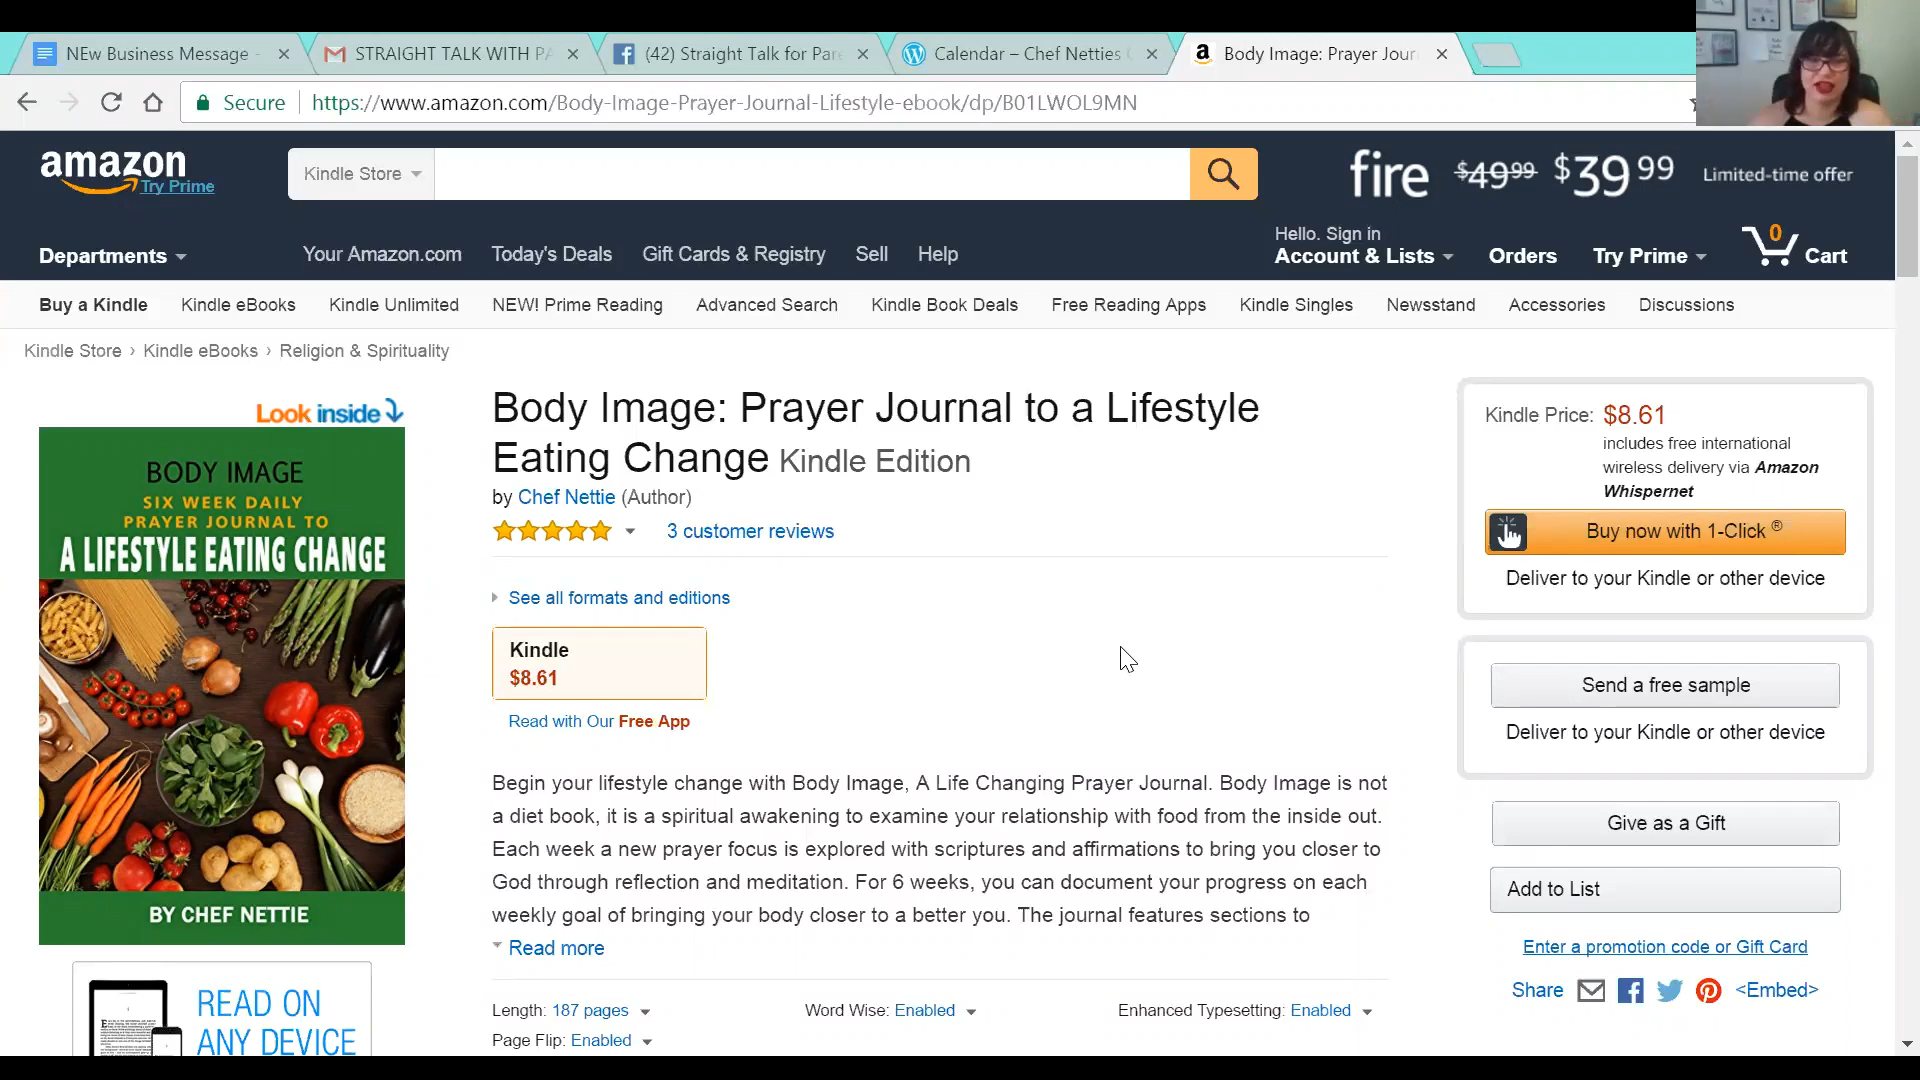 NEw Business Message -
STRAIGHT TALK WITH PA
(42) Straight Talk for Pare
Calendar – Chef Netties
Body Image: Prayer Jour
Secure
https://www.amazon.com/Body-Image-Prayer-Journal-Lifestyle-ebook/dp/B01LWOL9MN
amazon
Try Prime
Kindle Store
fire $49.99 $39.99 Limited-time offer
Departments
Your Amazon.com
Today's Deals
Gift Cards & Registry
Sell
Help
Hello. Sign in
Account & Lists
Orders
Try Prime
0
Cart
Buy a Kindle
Kindle eBooks
Kindle Unlimited
NEW! Prime Reading
Advanced Search
Kindle Book Deals
Free Reading Apps
Kindle Singles
Newsstand
Accessories
Discussions
Kindle Store › Kindle eBooks › Religion & Spirituality
Look inside
BODY IMAGE
SIX WEEK DAILY
PRAYER JOURNAL TO
A LIFESTYLE EATING CHANGE
BY CHEF NETTIE
READ ON
ANY DEVICE
Body Image: Prayer Journal to a Lifestyle
Eating Change Kindle Edition
by Chef Nettie (Author)
3 customer reviews
See all formats and editions
Kindle
$8.61
Read with Our Free App
Begin your lifestyle change with Body Image, A Life Changing Prayer Journal. Body Image is not
a diet book, it is a spiritual awakening to examine your relationship with food from the inside out.
Each week a new prayer focus is explored with scriptures and affirmations to bring you closer to
God through reflection and meditation. For 6 weeks, you can document your progress on each
weekly goal of bringing your body closer to a better you. The journal features sections to
Read more
Length: 187 pages
Word Wise: Enabled
Enhanced Typesetting: Enabled
Page Flip: Enabled
Kindle Price: $8.61
includes free international
wireless delivery via Amazon
Whispernet
Buy now with 1-Click ®
Deliver to your Kindle or other device
Send a free sample
Deliver to your Kindle or other device
Give as a Gift
Add to List
Enter a promotion code or Gift Card
Share
<Embed>